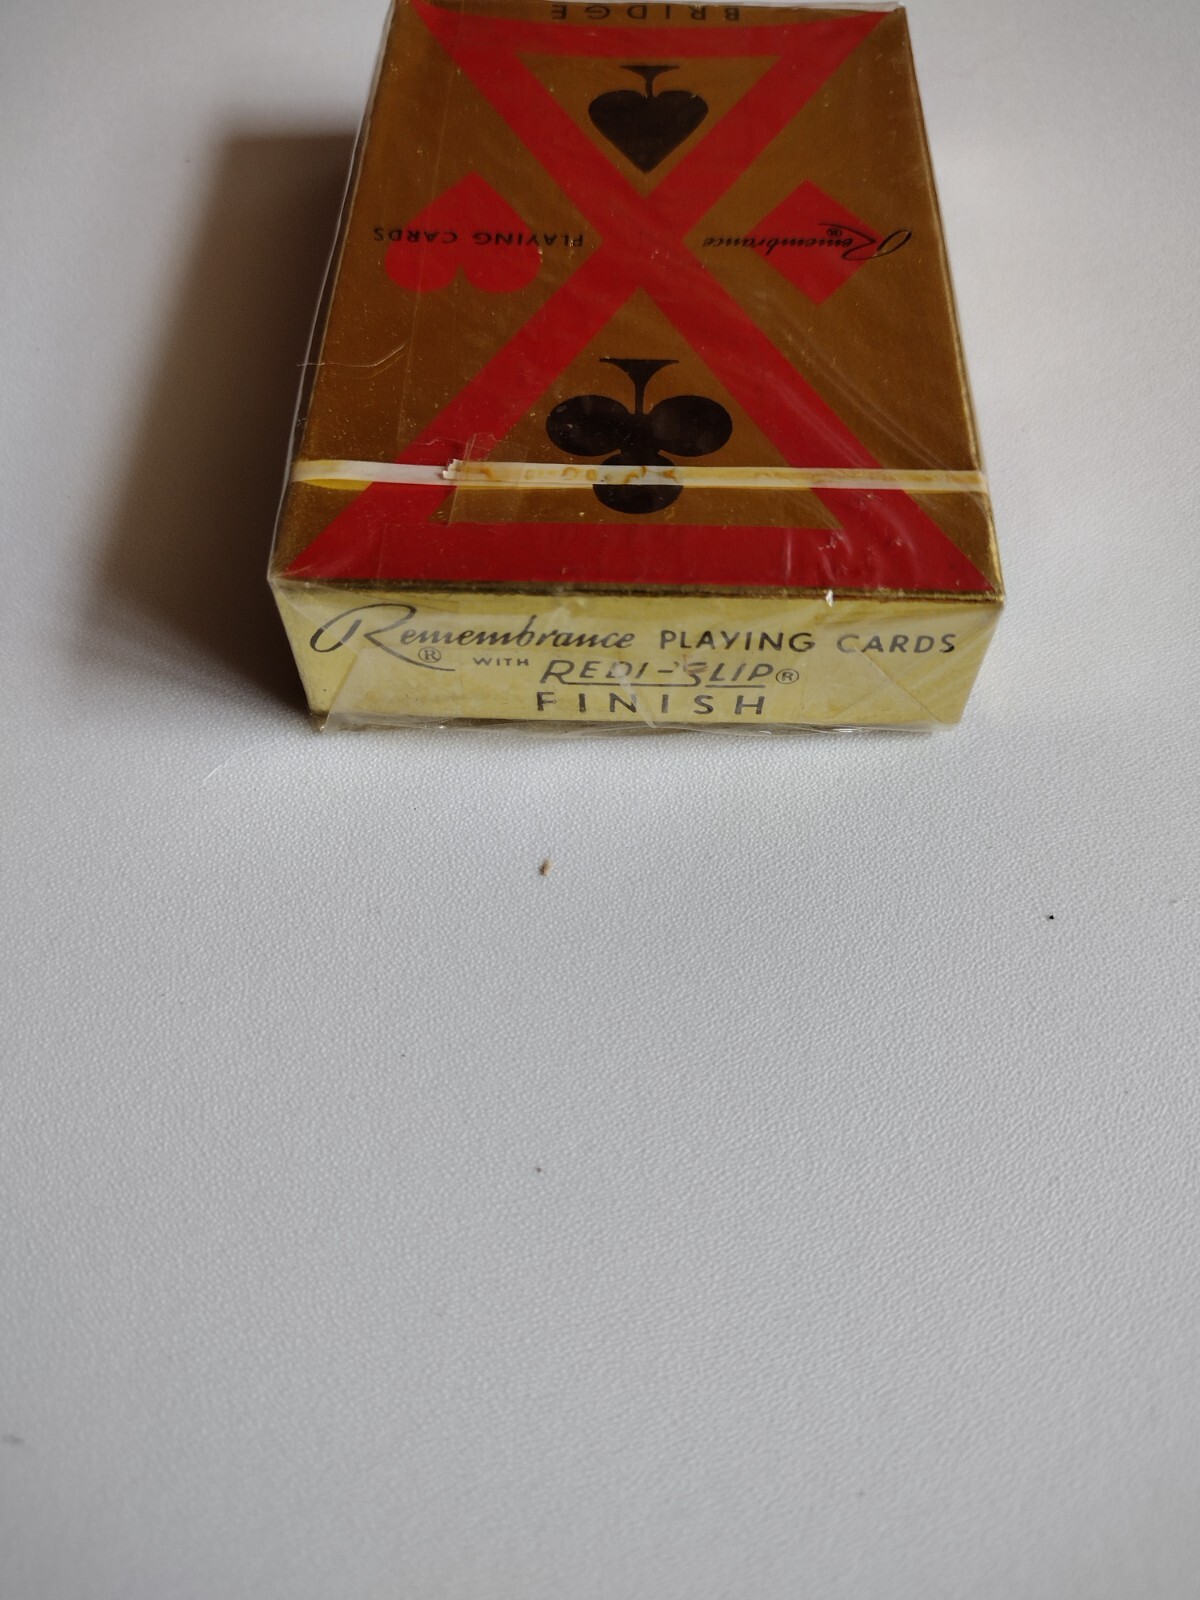 BRIDGE
Remembrance® PLAYING CARDS
Remembrance® PLAYING CARDS
WITH REDI-SLIP®
FINISH